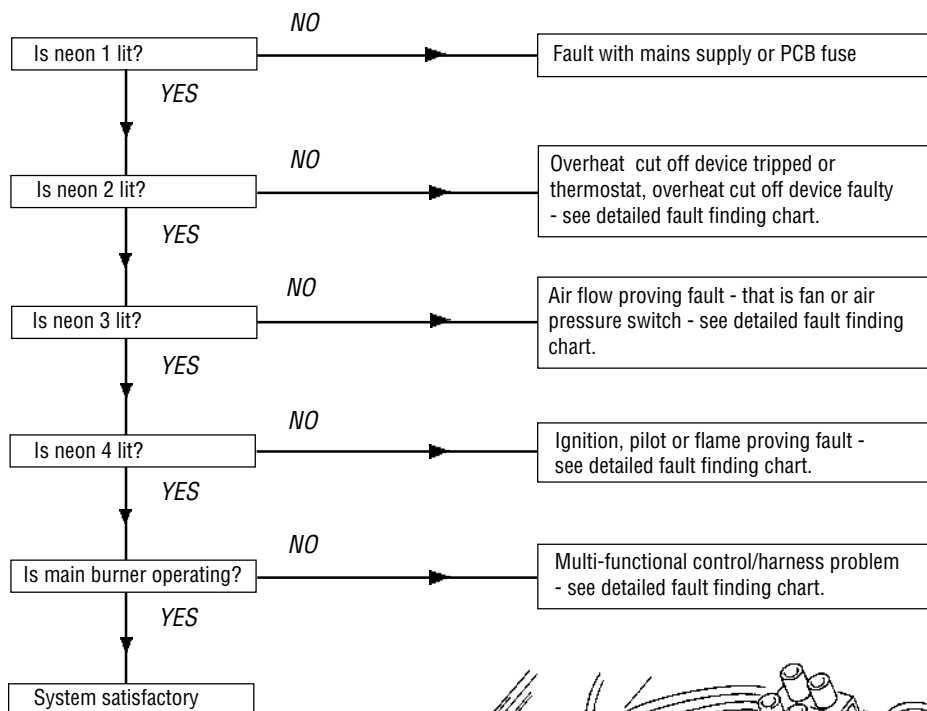 NO
Is neon 1 lit?
Fault with mains supply or PCB fuse
YES
NO
Is neon 2 lit?
Overheat cut off device tripped or
thermostat, overheat cut off device faulty
- see detailed fault finding chart.
YES
NO
Is neon 3 lit?
Air flow proving fault - that is fan or air
pressure switch - see detailed fault finding
chart.
YES
NO
Is neon 4 lit?
Ignition, pilot or flame proving fault -
see detailed fault finding chart.
YES
NO
Is main burner operating?
Multi-functional control/harness problem
- see detailed fault finding chart.
YES
System satisfactory